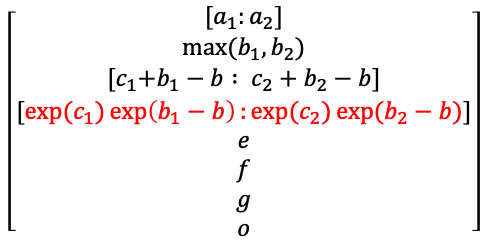 [a₁: a₂]
max(b₁, b₂)
[c₁+b₁ − b : c₂ + b₂ − b]
[exp(c₁) exp(b₁ − b) : exp(c₂) exp(b₂ − b)]
e
f
g
o